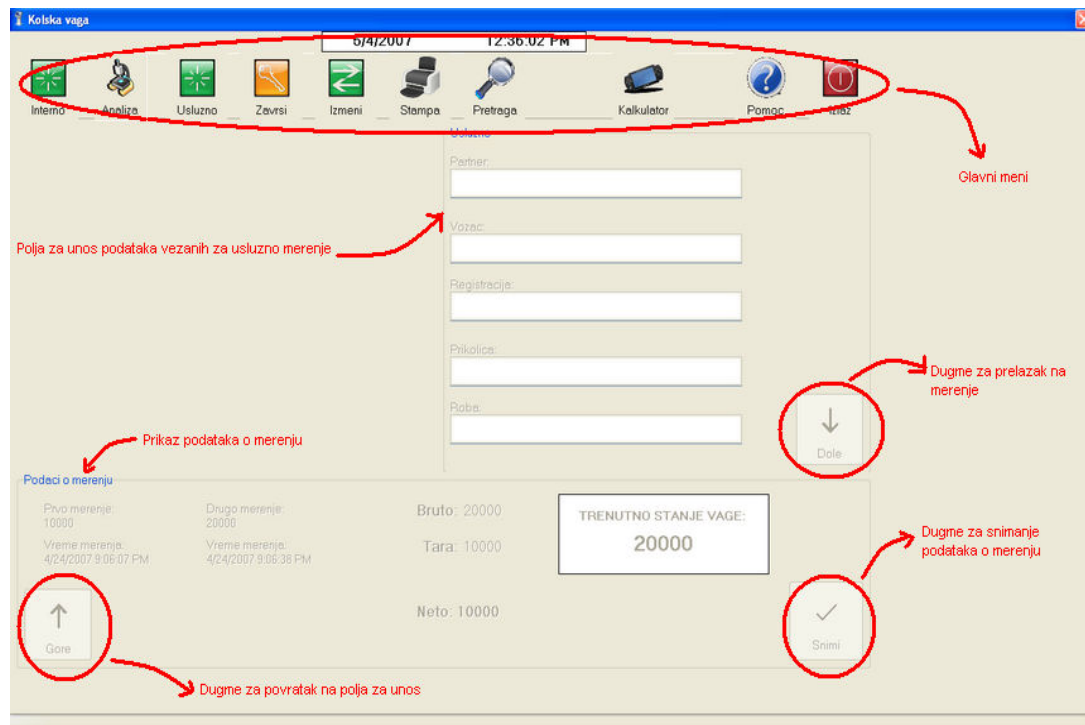 Kolska vaga
5/4/2007 12:36:02 PM
Interno Analiza Usluzno Zavrsi Izmeni Stampa Pretraga Kalkulator Pomoc Izlaz
Usluzno
Partner:
Glavni meni
Vozac:
Polja za unos podataka vezanih za usluzno merenje
Registracija:
Prikolica:
Dugme za prelazak na
merenje
Roba:
Dole
Prikaz podataka o merenju
Podaci o merenju
Prvo merenje:
10000
Drugo merenje:
20000
Bruto: 20000
TRENUTNO STANJE VAGE:
20000
Vreme merenja:
4/24/2007 9:06:07 PM
Vreme merenja:
4/24/2007 9:06:38 PM
Tara: 10000
Dugme za snimanje
podataka o merenju
Neto: 10000
Gore
Snimi
Dugme za povratak na polja za unos